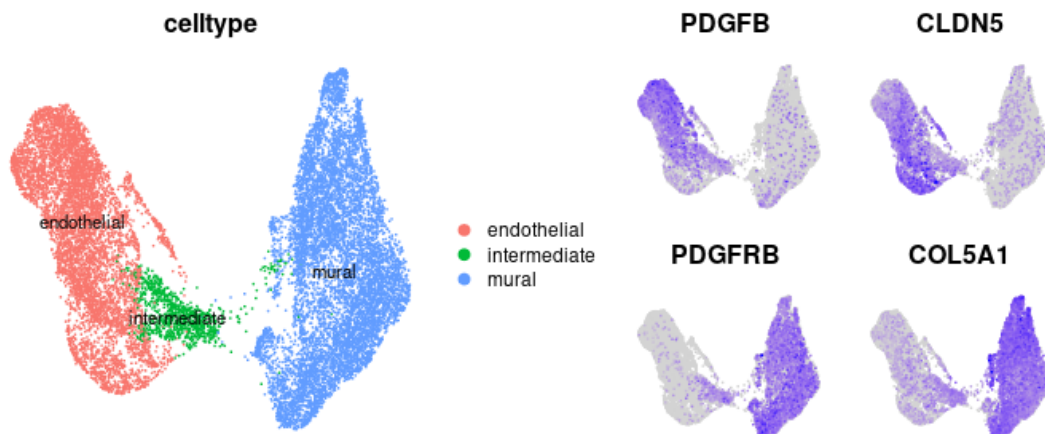 celltype
endothelial
intermediate
mural
endothelial
intermediate
mural
PDGFB
CLDN5
PDGFRB
COL5A1